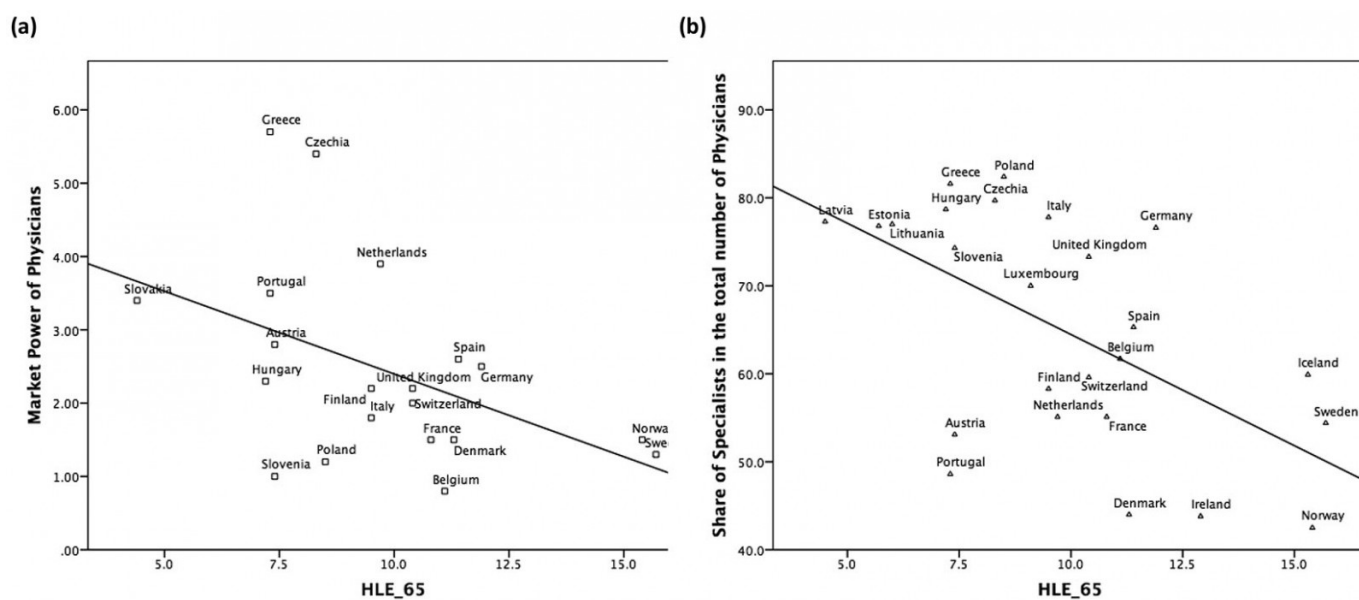 (a)
Market Power of Physicians
6.00
5.00
4.00
3.00
2.00
1.00
.00
Greece
Czechia
Netherlands
Portugal
Slovakia
Austria
Spain
Hungary
United Kingdom
Germany
Finland
Italy
Switzerland
France
Norwa
Denmark
Swe
Poland
Slovenia
Belgium
5.0
7.5
10.0
12.5
15.0
HLE_65
(b)
Share of Specialists in the total number of Physicians
90.0
80.0
70.0
60.0
50.0
40.0
Poland
Greece
Czechia
Hungary
Italy
Latvia
Estonia
Germany
Lithuania
United Kingdom
Slovenia
Luxembourg
Spain
Belgium
Iceland
Finland
Switzerland
Netherlands
Sweden
France
Austria
Portugal
Denmark
Ireland
Norway
5.0
7.5
10.0
12.5
15.0
HLE_65